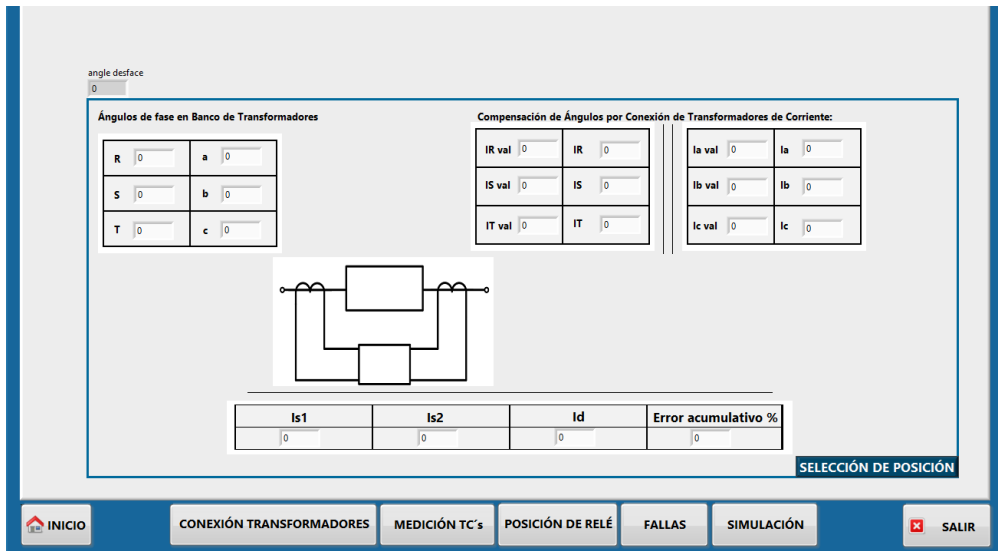 angle desface
0
Ángulos de fase en Banco de Transformadores
Compensación de Ángulos por Conexión de Transformadores de Corriente:
R 0 a 0
S 0 b 0
T 0 c 0
IR val 0 IR 0
IS val 0 IS 0
IT val 0 IT 0
Ia val 0 Ia 0
Ib val 0 Ib 0
Ic val 0 Ic 0
Is1 Is2 Id Error acumulativo %
0 0 0 0
SELECCIÓN DE POSICIÓN
INICIO CONEXIÓN TRANSFORMADORES MEDICIÓN TC´s POSICIÓN DE RELÉ FALLAS SIMULACIÓN SALIR